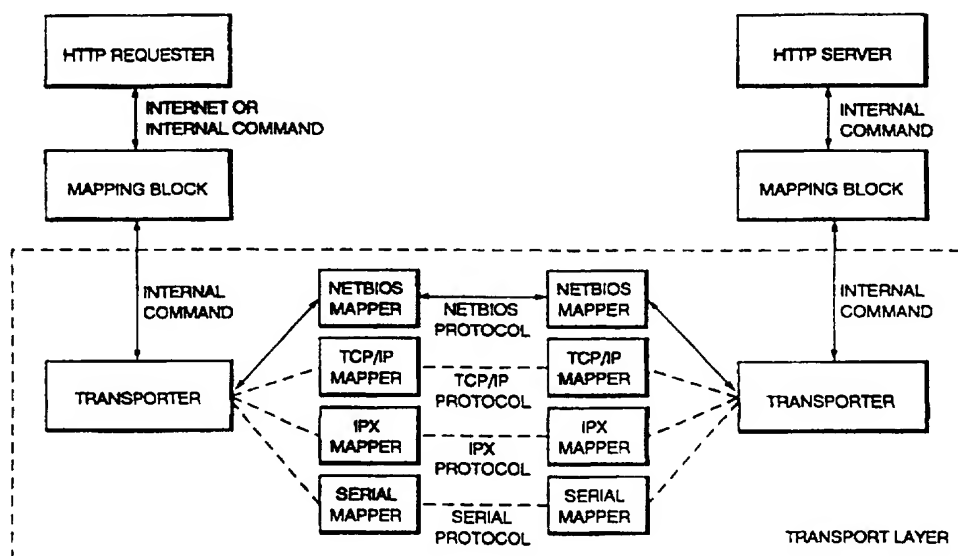 HTTP REQUESTER
HTTP SERVER
INTERNET OR
INTERNAL COMMAND
INTERNAL
COMMAND
MAPPING BLOCK
MAPPING BLOCK
INTERNAL
COMMAND
NETBIOS
MAPPER
NETBIOS
PROTOCOL
NETBIOS
MAPPER
INTERNAL
COMMAND
TRANSPORTER
TCP/IP
MAPPER
TCP/IP
PROTOCOL
TCP/IP
MAPPER
TRANSPORTER
IPX
MAPPER
IPX
PROTOCOL
IPX
MAPPER
SERIAL
MAPPER
SERIAL
PROTOCOL
SERIAL
MAPPER
TRANSPORT LAYER